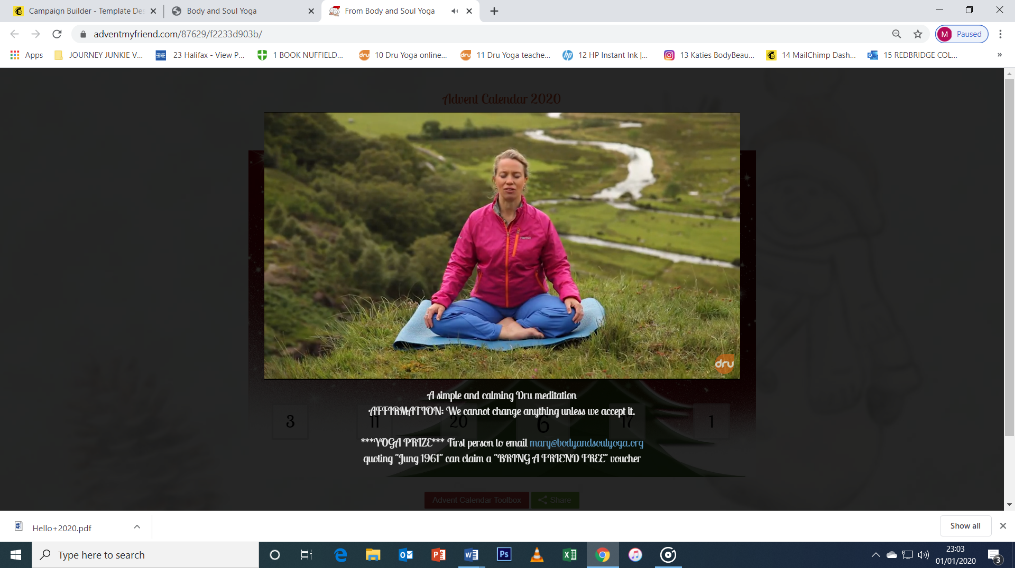 Campaign Builder - Template De
Body and Soul Yoga
From Body and Soul Yoga
adventmyfriend.com/87629/f2233d903b/
M Paused
Apps
JOURNEY JUNKIE V...
23 Halifax - View P...
1 BOOK NUFFIELD...
10 Dru Yoga online...
11 Dru Yoga teache...
12 HP Instant Ink |...
13 Katies BodyBeau...
14 MailChimp Dash...
15 REDBRIDGE COL...
»
Advent Calendar 2020
dru
A simple and calming Dru meditation
AFFIRMATION: We cannot change anything unless we accept it.
3 11 20 6 17 1
***YOGA PRIZE*** First person to email mary@bodyandsoulyoga.org
quoting "Jung 1961" can claim a "BRING A FRIEND FREE" voucher
Advent Calendar Toolbox
Share
Hello+2020.pdf
Show all
Type here to search
Ps
23:03
01/01/2020
3